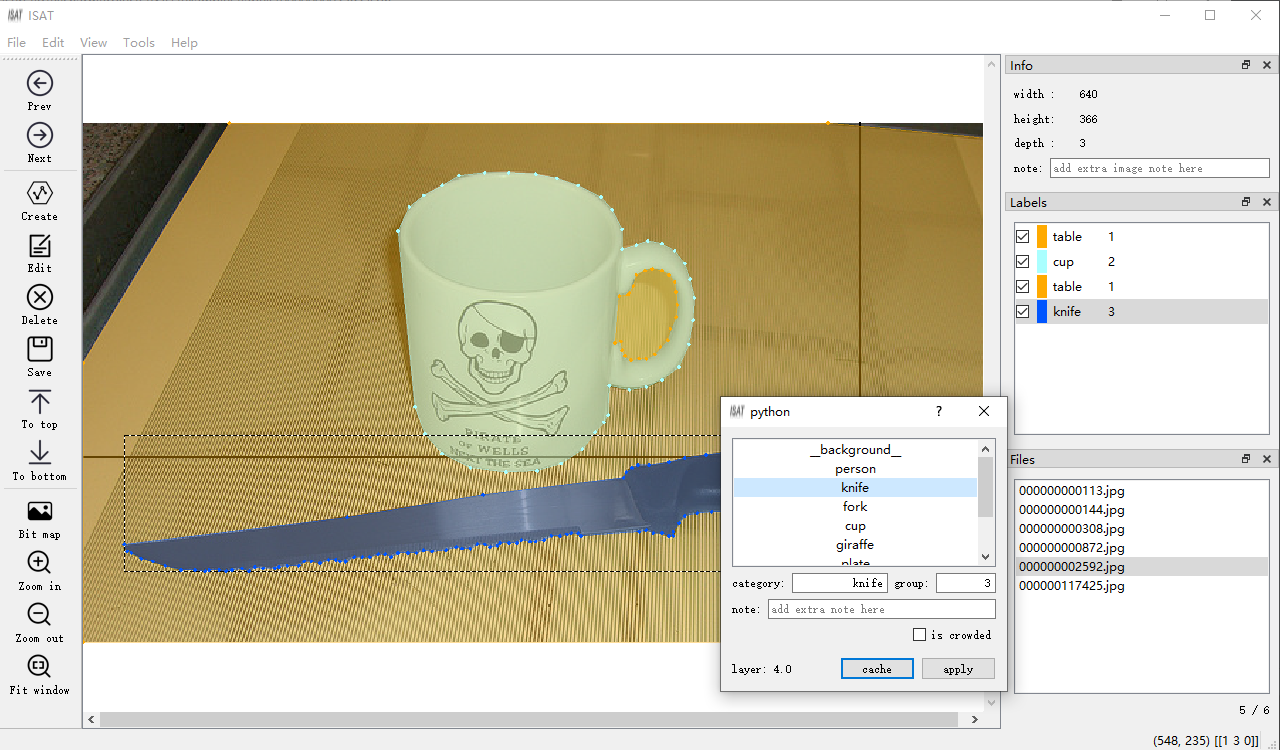 ISAT ISAT
File Edit View Tools Help
Prev
Next
Create
Edit
Delete
Save
To top
To bottom
Bit map
Zoom in
Zoom out
Fit window
PIRATE
OF WELLS
NEXT THE SEA
Info
width : 640
height: 366
depth : 3
note: add extra image note here
Labels
table 1
cup 2
table 1
knife 3
Files
000000000113.jpg
000000000144.jpg
000000000308.jpg
000000000872.jpg
000000002592.jpg
000000117425.jpg
5 / 6
ISAT python ?
__background__
person
knife
fork
cup
giraffe
plate
category: knife group: 3
note: add extra note here
is crowded
layer: 4.0 cache apply
(548, 235) [[1 3 0]]